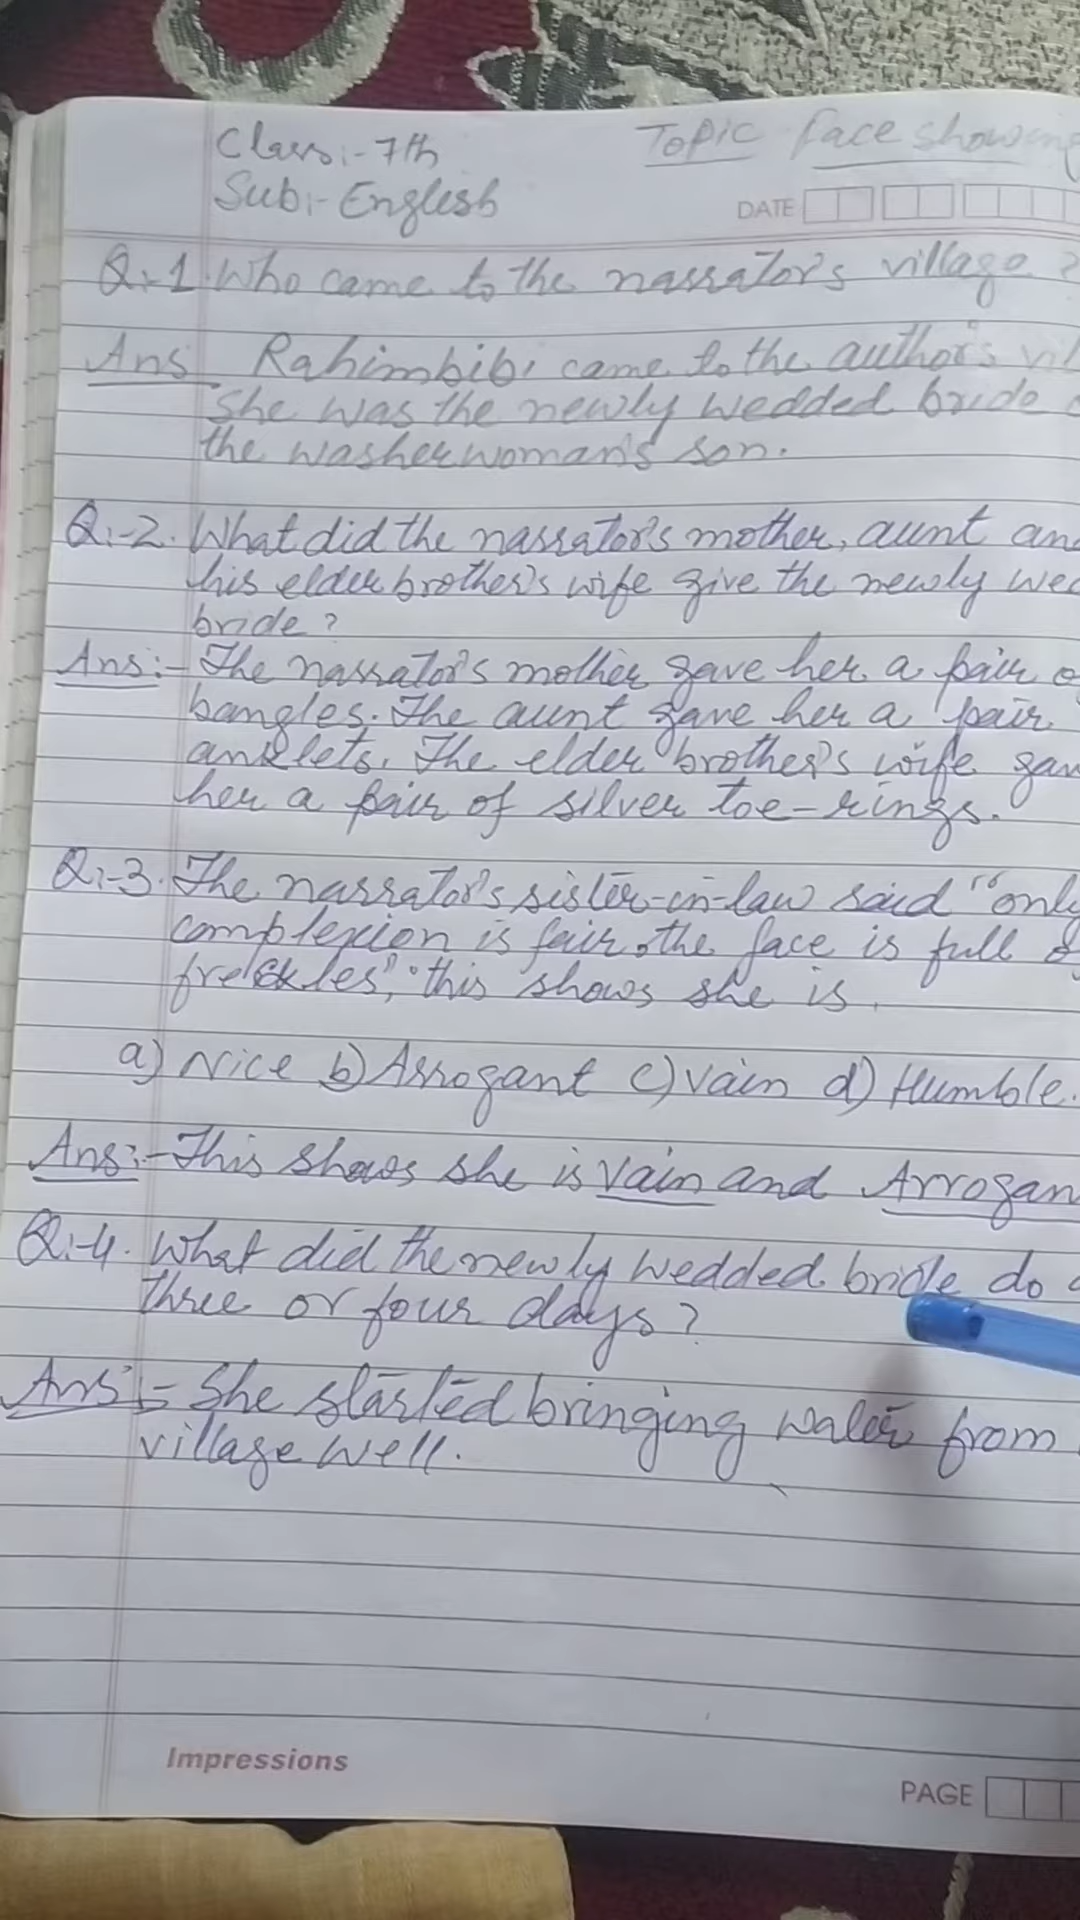 Class:- 7th
Topic face showing
Sub:- English
DATE
Q.1. Who came to the narrator's village ?
Ans Rahimbibi came to the author's
She was the newly wedded bride
the washerwoman's son.
Q:-2. What did the narrator's mother, aunt and
his elder brother's wife give the newly
bride ?
Ans:- The narrator's mother gave her a pair
bangles. The aunt gave her a pair
anklets. The elder brother's wife
her a pair of silver toe-rings.
Q:-3. The narrator's sister-in-law said "only
complexion is fair, the face is full
freckles", this shows she is.
a) Nice b) Arrogant c) Vain d) Humble.
Ans:- This shows she is Vain and
Q:-4. What did the newly wedded bride do
three or four days ?
Ans:- She started bringing water from
village well.
Impressions
PAGE